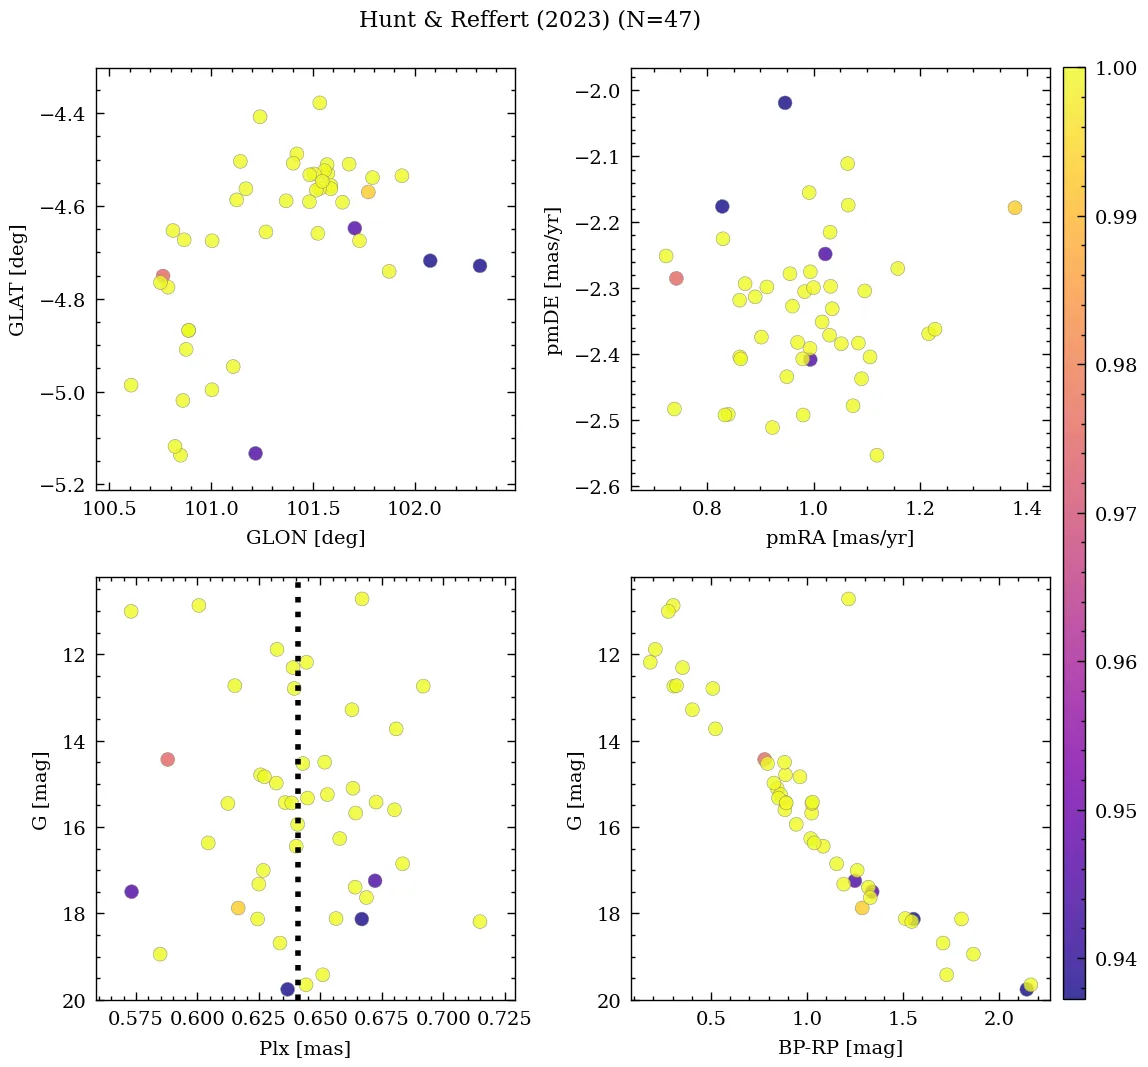 Hunt & Reffert (2023) (N=47)
−4.4
−4.6
−4.8
−5.0
−5.2
GLAT [deg]
100.5 101.0 101.5 102.0
GLON [deg]
−2.0
−2.1
−2.2
−2.3
−2.4
−2.5
−2.6
pmDE [mas/yr]
0.8 1.0 1.2 1.4
pmRA [mas/yr]
12
14
16
18
20
G [mag]
0.575 0.600 0.625 0.650 0.675 0.700 0.725
Plx [mas]
12
14
16
18
20
G [mag]
0.5 1.0 1.5 2.0
BP-RP [mag]
1.00
0.99
0.98
0.97
0.96
0.95
0.94